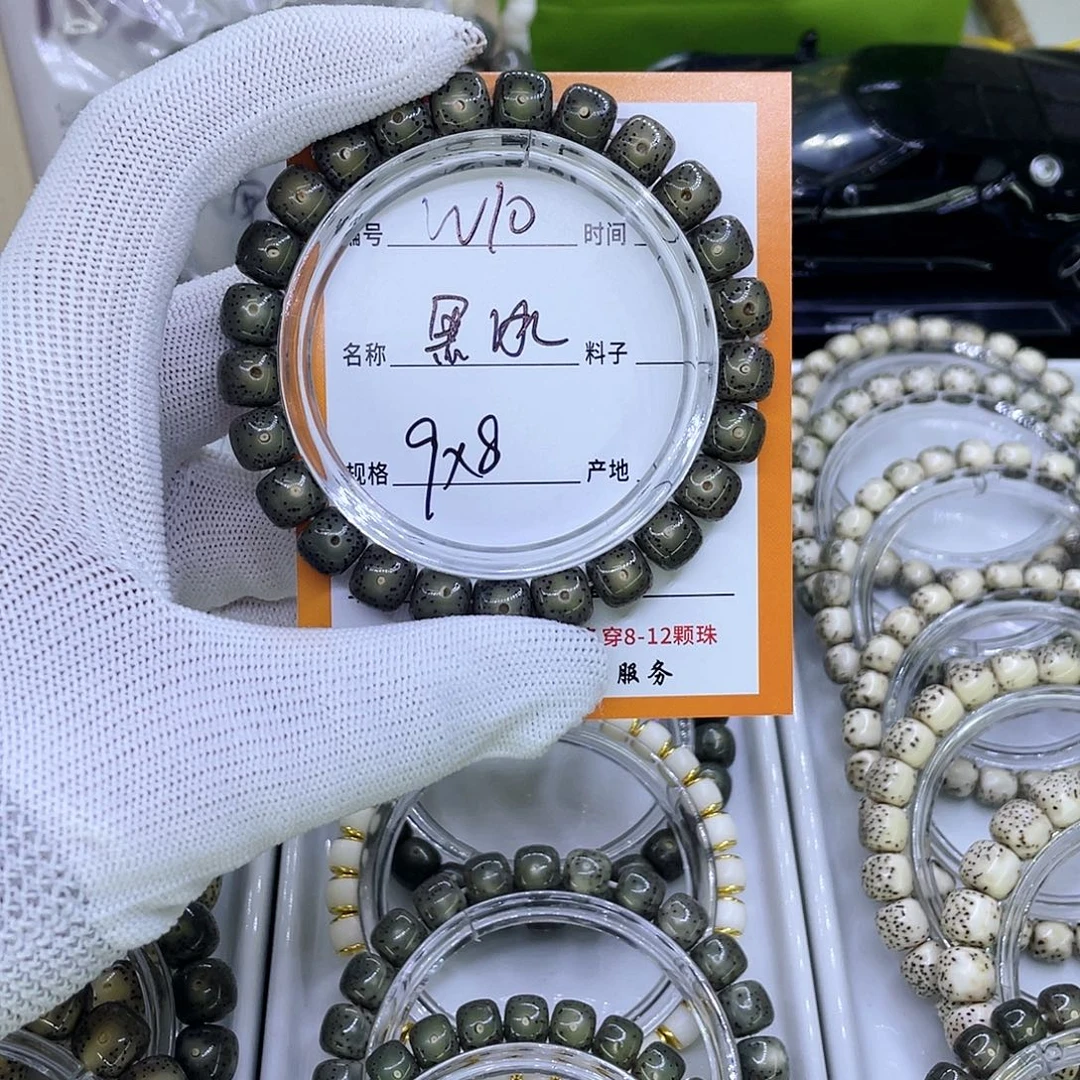 编号 W10 时间
名称 黑冰 料子
规格 9x8 产地
穿8-12颗珠
服务